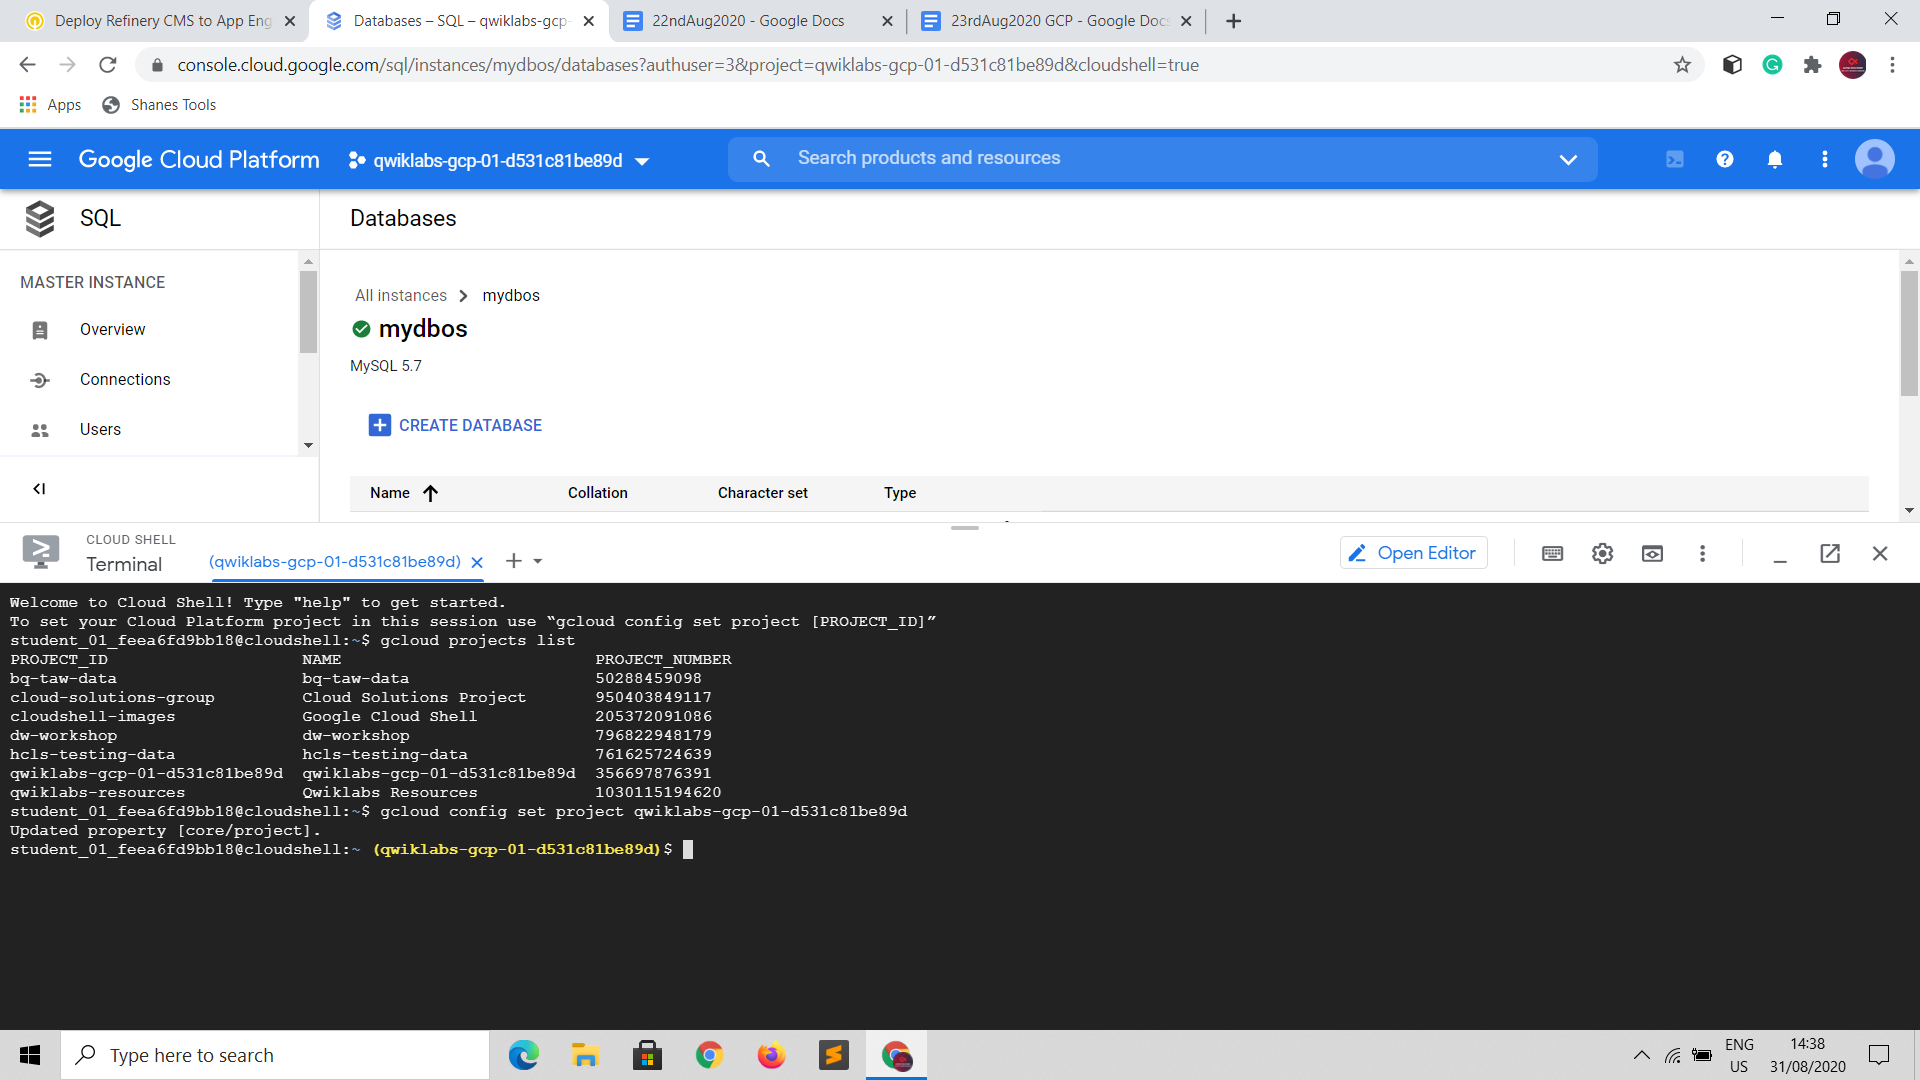 Deploy Refinery CMS to App Eng
Databases – SQL – qwiklabs-gcp-
22ndAug2020 - Google Docs
23rdAug2020 GCP - Google Docs
console.cloud.google.com/sql/instances/mydbos/databases?authuser=3&project=qwiklabs-gcp-01-d531c81be89d&cloudshell=true
Apps
Shanes Tools
Google Cloud Platform
qwiklabs-gcp-01-d531c81be89d
Search products and resources
SQL
Databases
MASTER INSTANCE
Overview
Connections
Users
All instances
mydbos
mydbos
MySQL 5.7
CREATE DATABASE
Name Collation Character set Type
CLOUD SHELL
Terminal
(qwiklabs-gcp-01-d531c81be89d)
Open Editor
Welcome to Cloud Shell! Type "help" to get started.
To set your Cloud Platform project in this session use “gcloud config set project [PROJECT_ID]”
student_01_feea6fd9bb18@cloudshell:~$ gcloud projects list
PROJECT_ID NAME PROJECT_NUMBER
bq-taw-data bq-taw-data 50288459098
cloud-solutions-group Cloud Solutions Project 950403849117
cloudshell-images Google Cloud Shell 205372091086
dw-workshop dw-workshop 796822948179
hcls-testing-data hcls-testing-data 761625724639
qwiklabs-gcp-01-d531c81be89d qwiklabs-gcp-01-d531c81be89d 356697876391
qwiklabs-resources Qwiklabs Resources 1030115194620
student_01_feea6fd9bb18@cloudshell:~$ gcloud config set project qwiklabs-gcp-01-d531c81be89d
Updated property [core/project].
student_01_feea6fd9bb18@cloudshell:~ (qwiklabs-gcp-01-d531c81be89d)$
Type here to search
ENG
US
14:38
31/08/2020